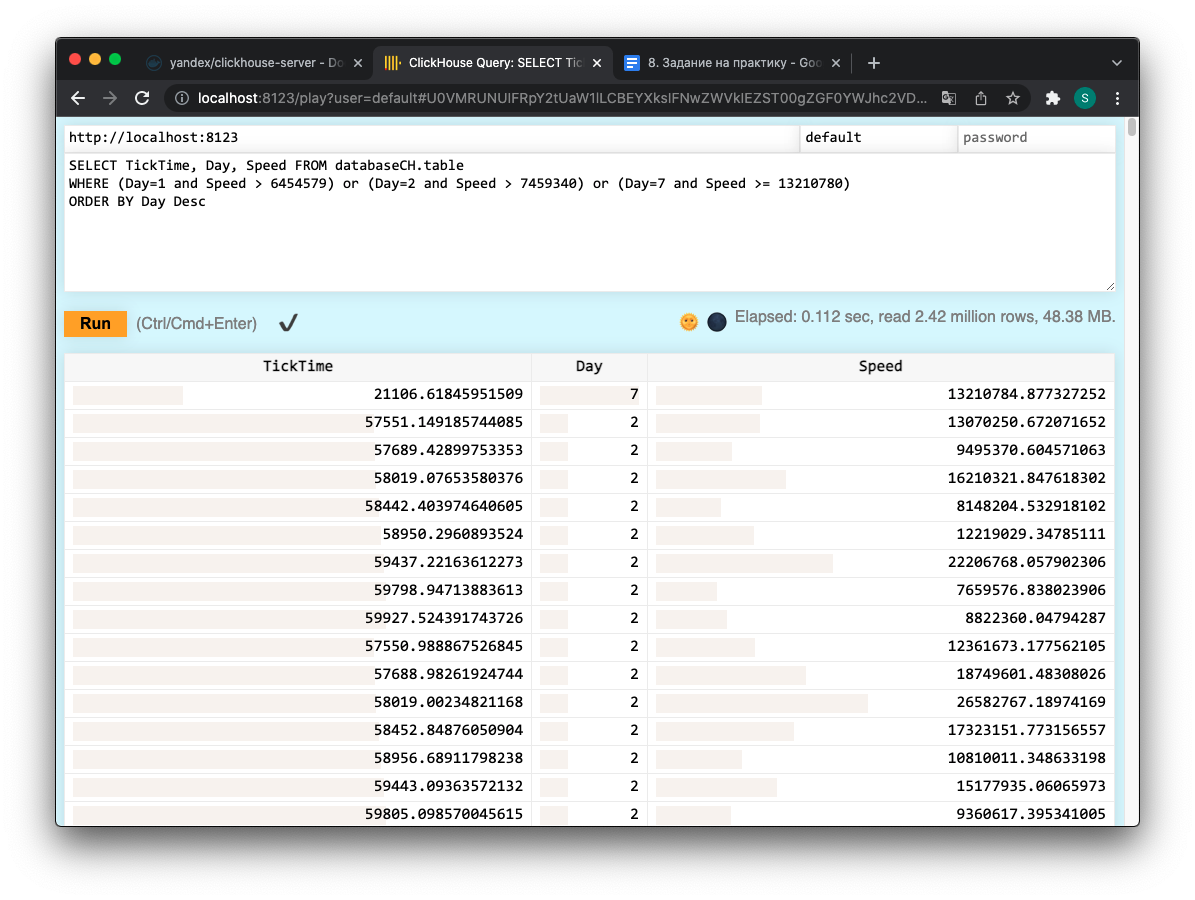 yandex/clickhouse-server - Do
ClickHouse Query: SELECT Tic
8. Задание на практику - Goo
localhost:8123/play?user=default#U0VMRUNUIFRpY2tUaW1lLCBEYXksIFNwZWVkIEZST00gZGF0YWJhc2VD...
S
http://localhost:8123 default password
SELECT TickTime, Day, Speed FROM databaseCH.table
WHERE (Day=1 and Speed > 6454579) or (Day=2 and Speed > 7459340) or (Day=7 and Speed >= 13210780)
ORDER BY Day Desc
Run (Ctrl/Cmd+Enter) ✔ Elapsed: 0.112 sec, read 2.42 million rows, 48.38 MB.
TickTime Day Speed
21106.61845951509 7 13210784.877327252
57551.149185744085 2 13070250.672071652
57689.42899753353 2 9495370.604571063
58019.07653580376 2 16210321.847618302
58442.403974640605 2 8148204.532918102
58950.2960893524 2 12219029.34785111
59437.22163612273 2 22206768.057902306
59798.94713883613 2 7659576.838023906
59927.524391743726 2 8822360.04794287
57550.988867526845 2 12361673.177562105
57688.98261924744 2 18749601.48308026
58019.00234821168 2 26582767.18974169
58452.84876050904 2 17323151.773156557
58956.68911798238 2 10810011.348633198
59443.09363572132 2 15177935.06065973
59805.098570045615 2 9360617.395341005